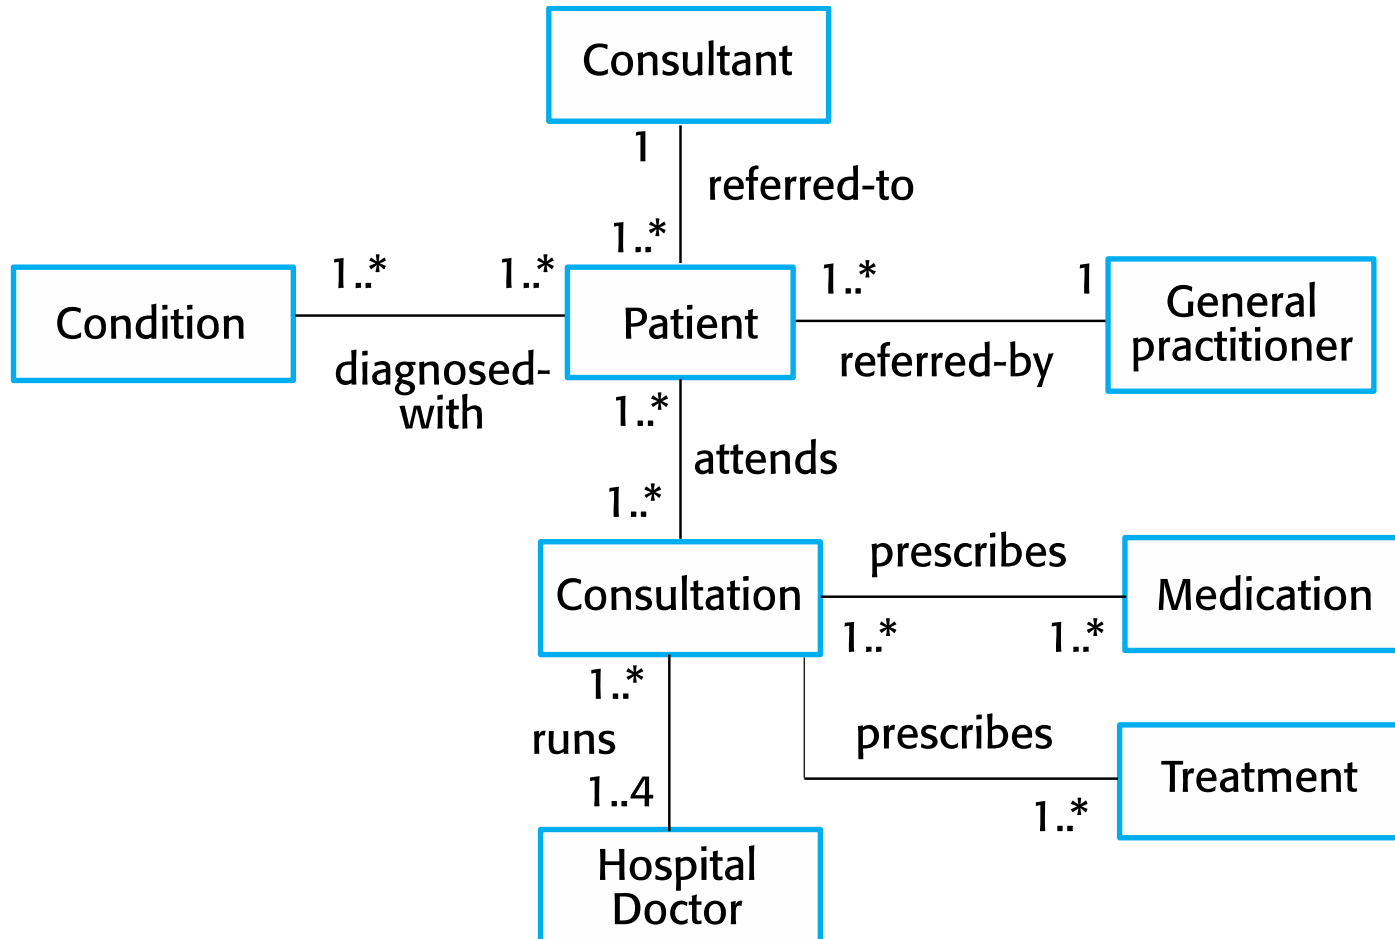 Consultant
1
referred-to
1..*
1..*
1..*
1..*
1
Condition
Patient
General
practitioner
diagnosed-
with
referred-by
1..*
attends
1..*
prescribes
Consultation
Medication
1..*
1..*
1..*
runs
prescribes
1..4
Treatment
1..*
Hospital
Doctor